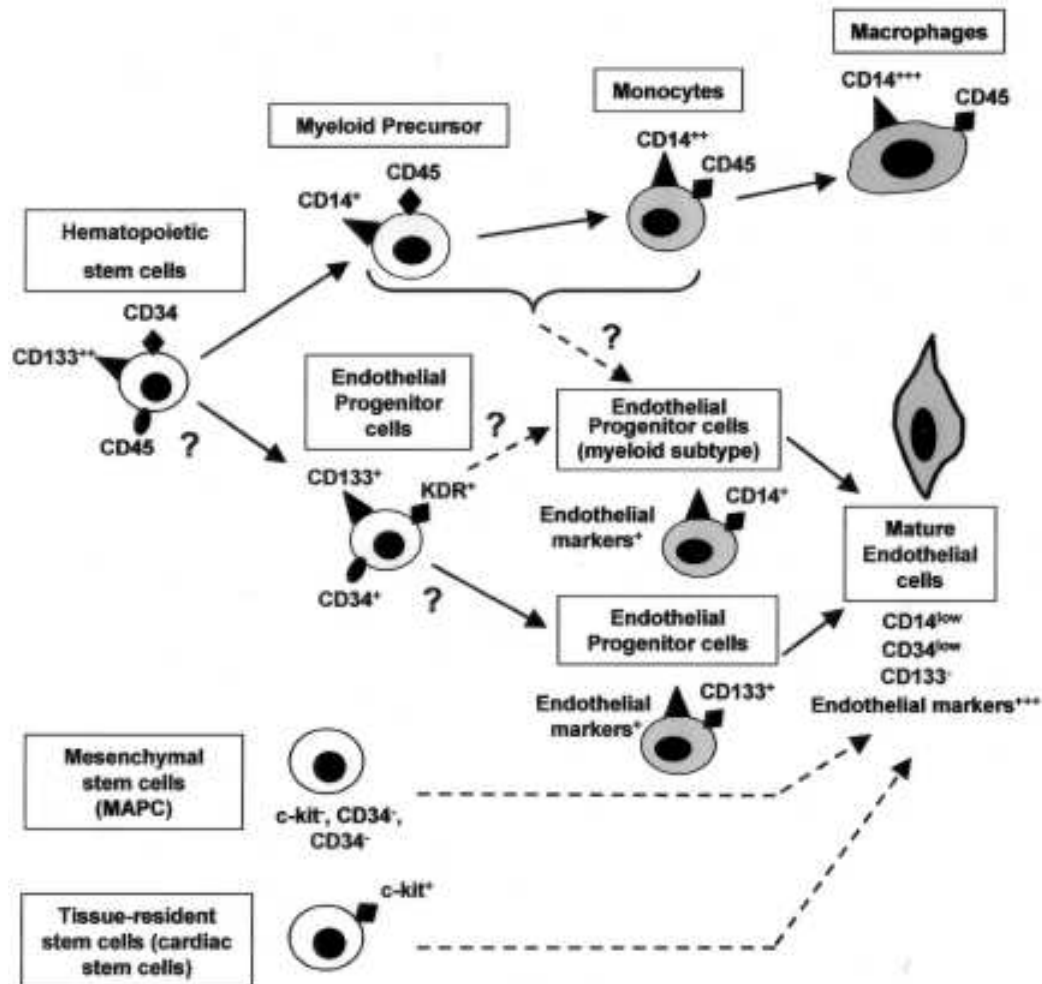 Macrophages
CD14+++
CD45
Monocytes
CD14++
CD45
Myeloid Precursor
CD45
CD14+
Hematopoietic
stem cells
CD34
CD133++
CD45
?
?
Endothelial
Progenitor
cells
?
CD133+
KDR+
CD34+
?
Endothelial
Progenitor cells
(myeloid subtype)
CD14+
Endothelial
markers+
Mature
Endothelial
cells
CD14low
CD34low
CD133-
Endothelial markers+++
Endothelial
Progenitor cells
CD133+
Endothelial
markers+
Mesenchymal
stem cells
(MAPC)
c-kit-, CD34-,
CD34-
c-kit+
Tissue-resident
stem cells (cardiac
stem cells)